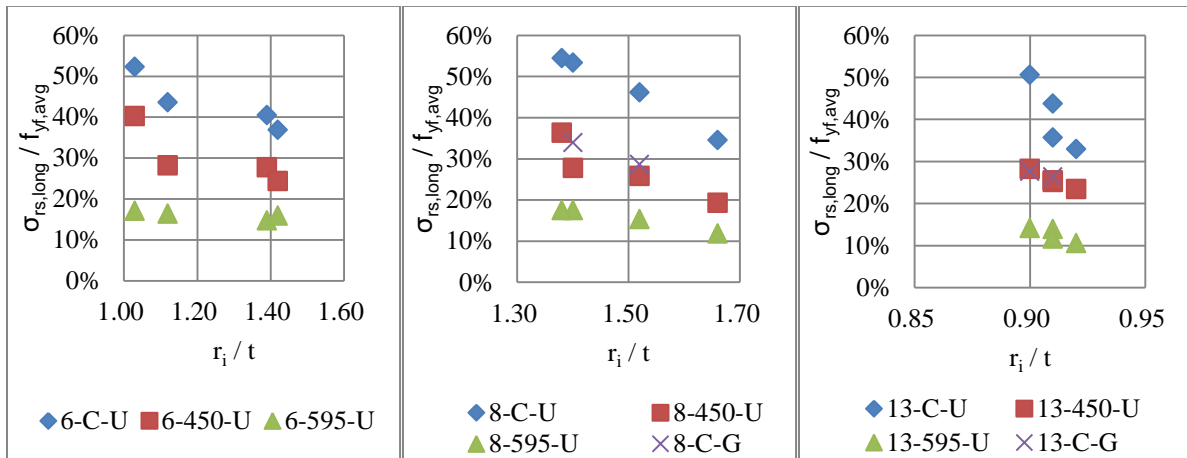 60%
50%
40%
30%
20%
10%
0%
σrs,long / fyf,avg
1.00 1.20 1.40 1.60
ri / t
6-C-U 6-450-U 6-595-U
60%
50%
40%
30%
20%
10%
0%
σrs,long / fyf,avg
1.30 1.50 1.70
ri / t
8-C-U 8-450-U
8-595-U 8-C-G
60%
50%
40%
30%
20%
10%
0%
σrs,long / fyf,avg
0.85 0.90 0.95
ri / t
13-C-U 13-450-U
13-595-U 13-C-G